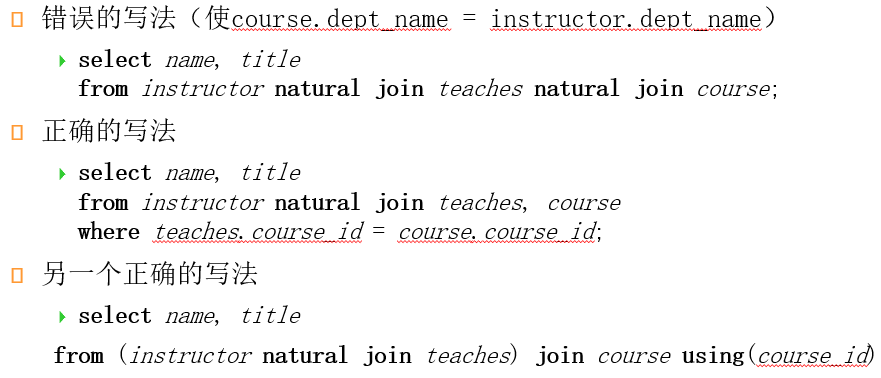 错误的写法（使course.dept_name = instructor.dept_name）
select name, title
from instructor natural join teaches natural join course;
正确的写法
select name, title
from instructor natural join teaches, course
where teaches.course_id = course.course_id;
另一个正确的写法
select name, title
from (instructor natural join teaches) join course using(course_id)